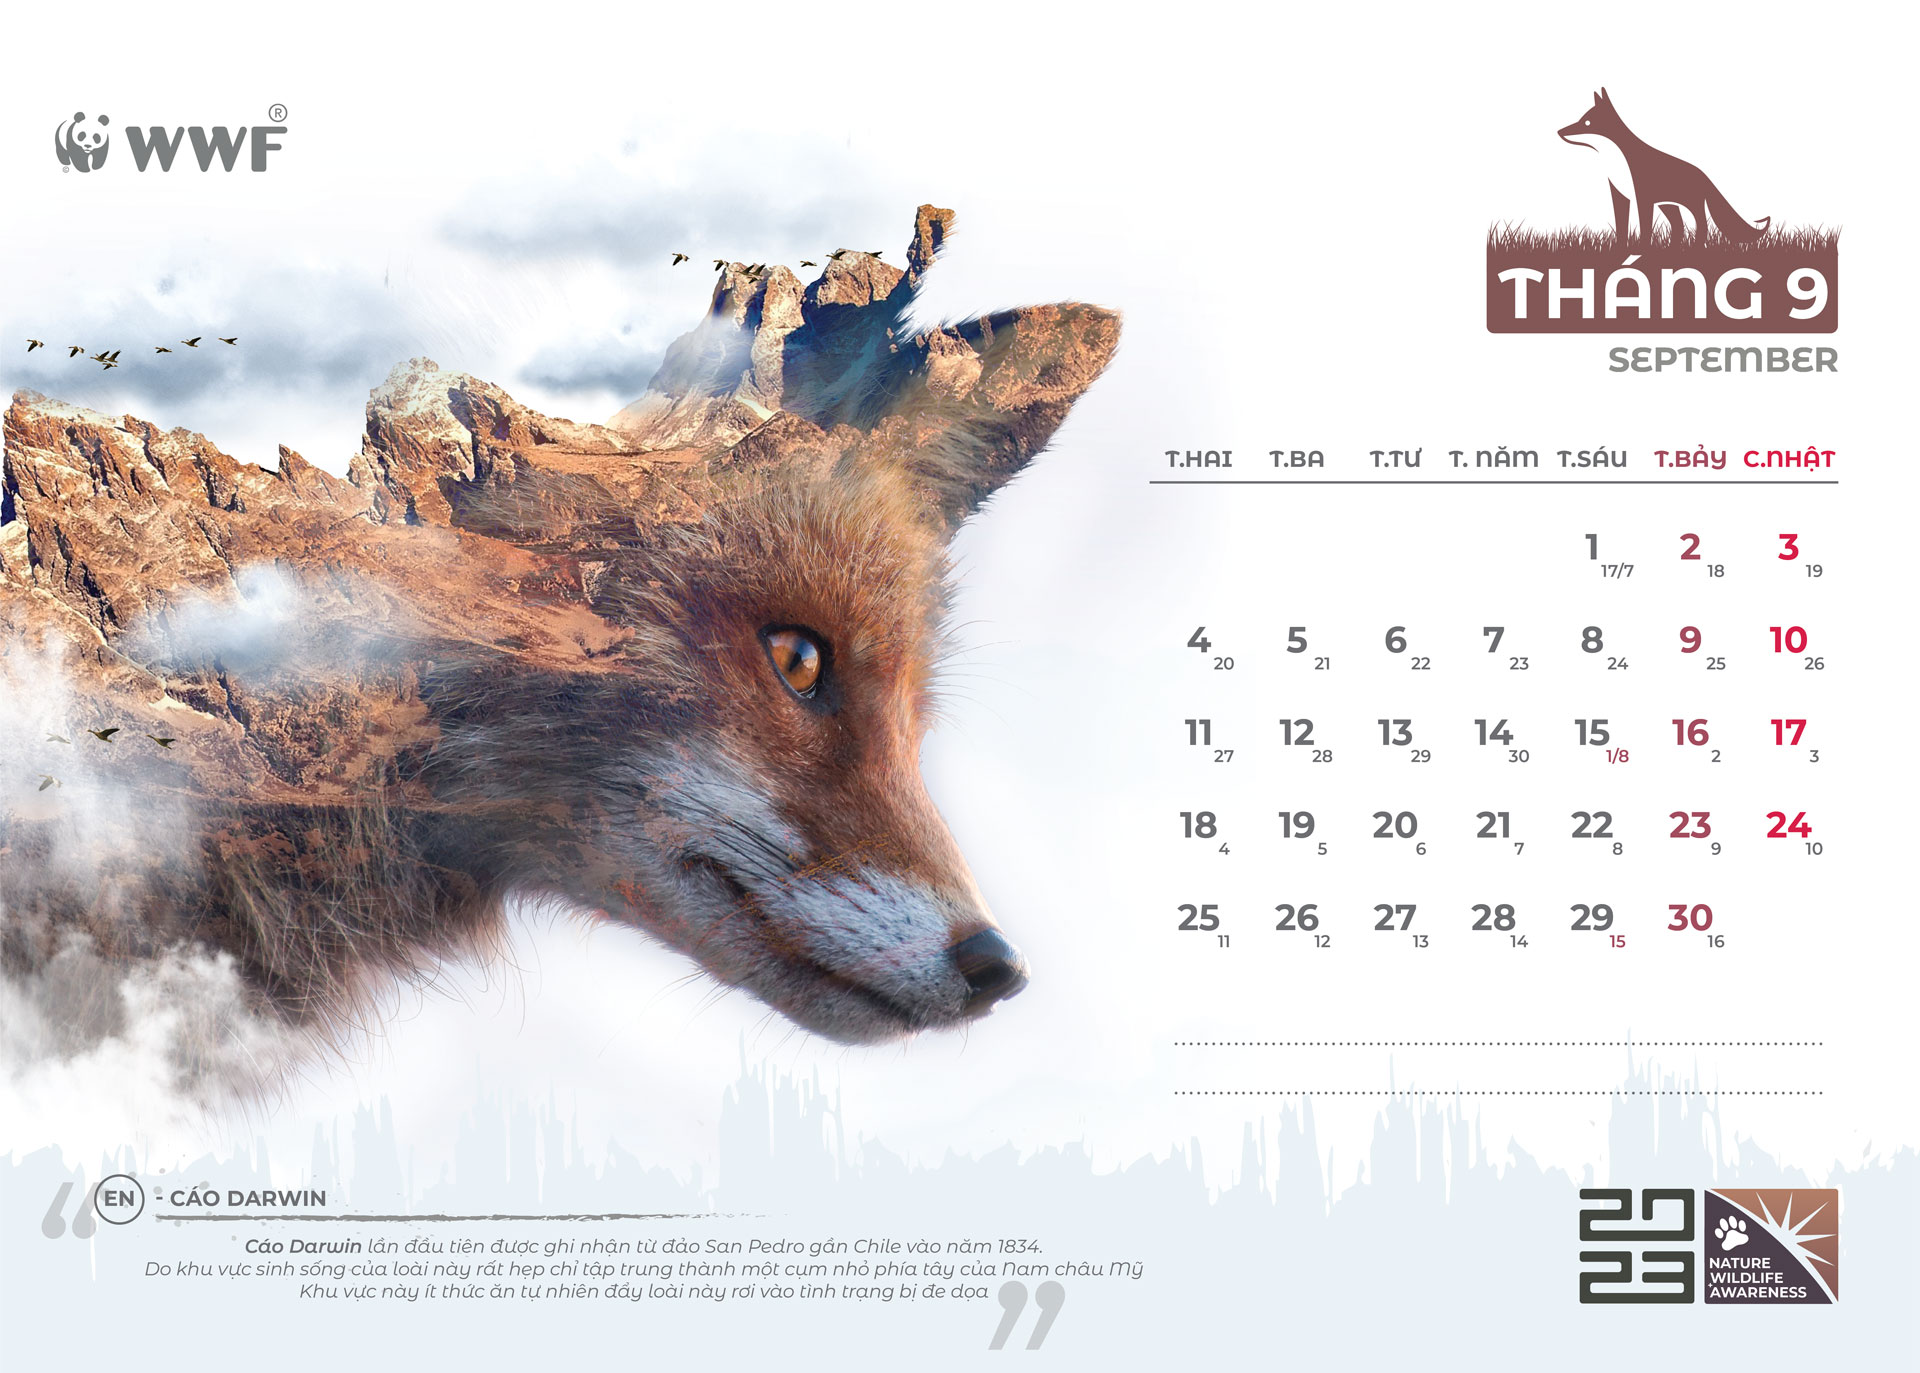 WWF®
©
THÁNG 9
SEPTEMBER
T.HAI T.BA T.TƯ T. NĂM T.SÁU T.BẢY C.NHẬT
1 17/7 2 18 3 19
4 20 5 21 6 22 7 23 8 24 9 25 10 26
11 27 12 28 13 29 14 30 15 1/8 16 2 17 3
18 4 19 5 20 6 21 7 22 8 23 9 24 10
25 11 26 12 27 13 28 14 29 15 30 16
“ EN - CÁO DARWIN
Cáo Darwin lần đầu tiên được ghi nhận từ đảo San Pedro gần Chile vào năm 1834.
Do khu vực sinh sống của loài này rất hẹp chỉ tập trung thành một cụm nhỏ phía tây của Nam châu Mỹ
Khu vực này ít thức ăn tự nhiên đẩy loài này rơi vào tình trạng bị đe dọa ”
20
23
NATURE
WILDLIFE
+AWARENESS